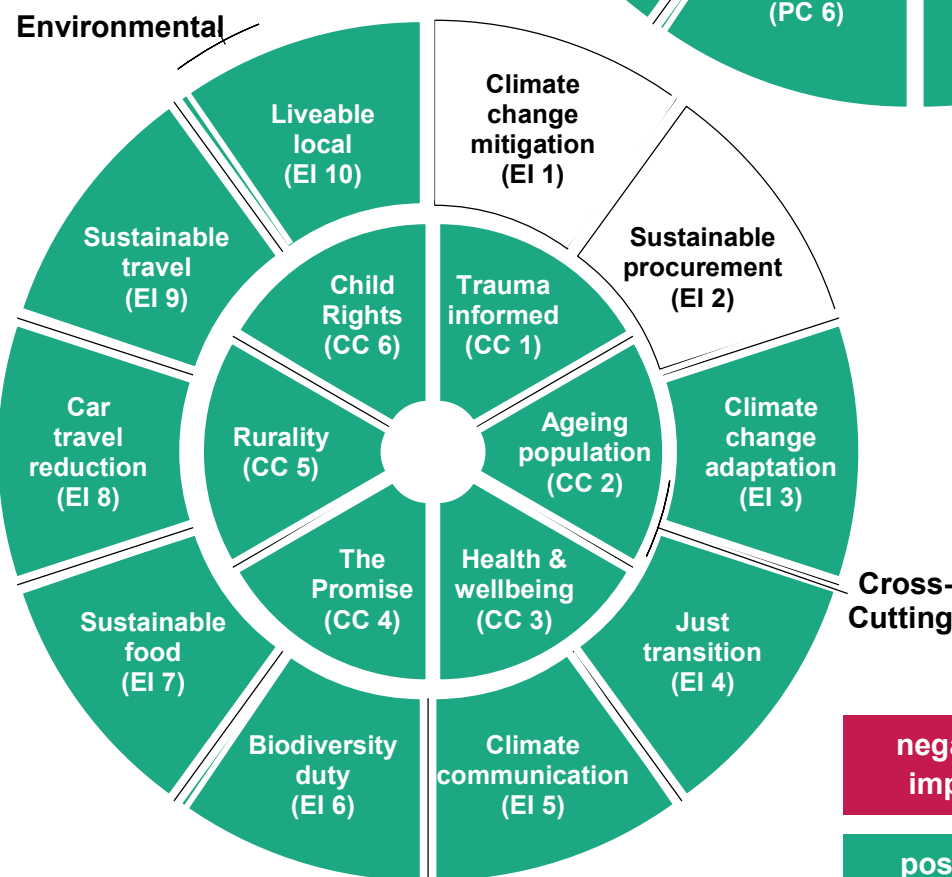 (PC 6)
Environmental
Liveable
local
(EI 10)
Climate
change
mitigation
(EI 1)
Sustainable
procurement
(EI 2)
Climate
change
adaptation
(EI 3)
Just
transition
(EI 4)
Climate
communication
(EI 5)
Biodiversity
duty
(EI 6)
Sustainable
food
(EI 7)
Car
travel
reduction
(EI 8)
Sustainable
travel
(EI 9)
Child
Rights
(CC 6)
Trauma
informed
(CC 1)
Ageing
population
(CC 2)
Health &
wellbeing
(CC 3)
The
Promise
(CC 4)
Rurality
(CC 5)
Cross-
Cutting
nega
imp
pos